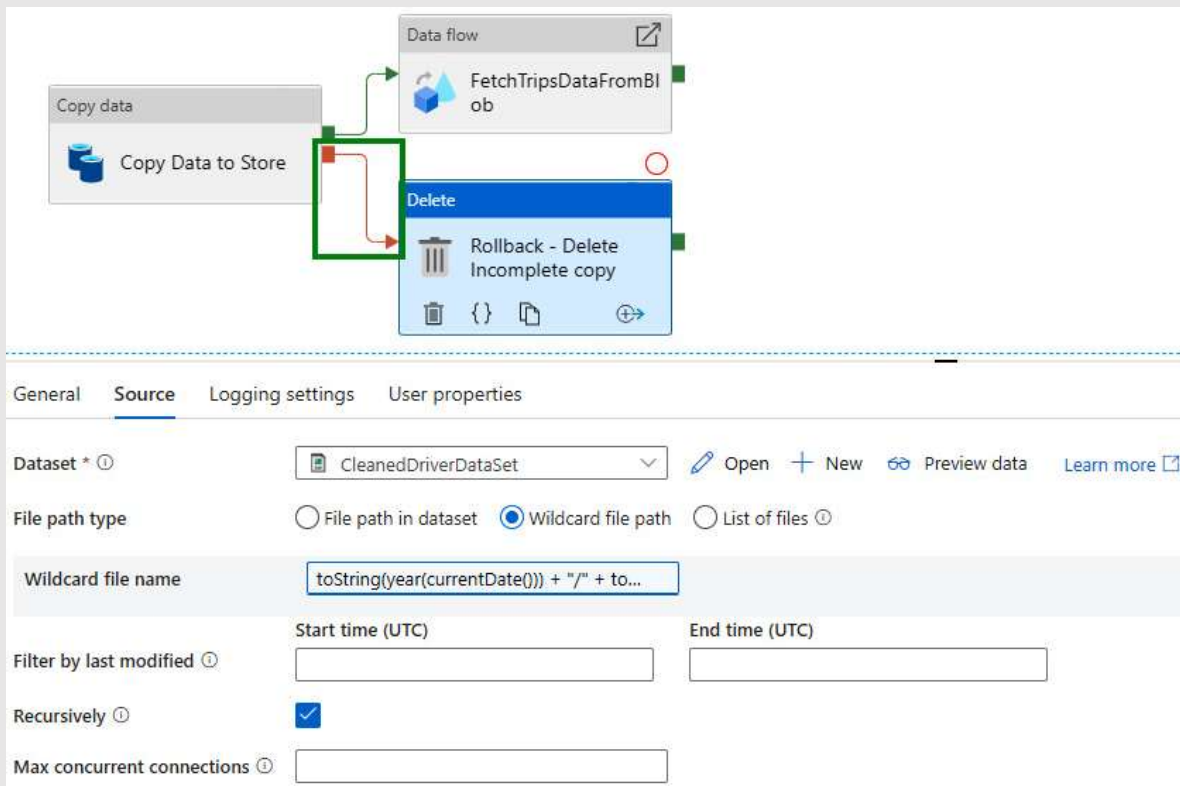 Data flow
FetchTripsDataFromBl
ob
Copy data
Copy Data to Store
Delete
Rollback - Delete
Incomplete copy
{}
General Source Logging settings User properties
Dataset * CleanedDriverDataSet Open New Preview data Learn more
File path type File path in dataset Wildcard file path List of files
Wildcard file name toString(year(currentDate())) + "/" + to...
Start time (UTC) End time (UTC)
Filter by last modified
Recursively
Max concurrent connections